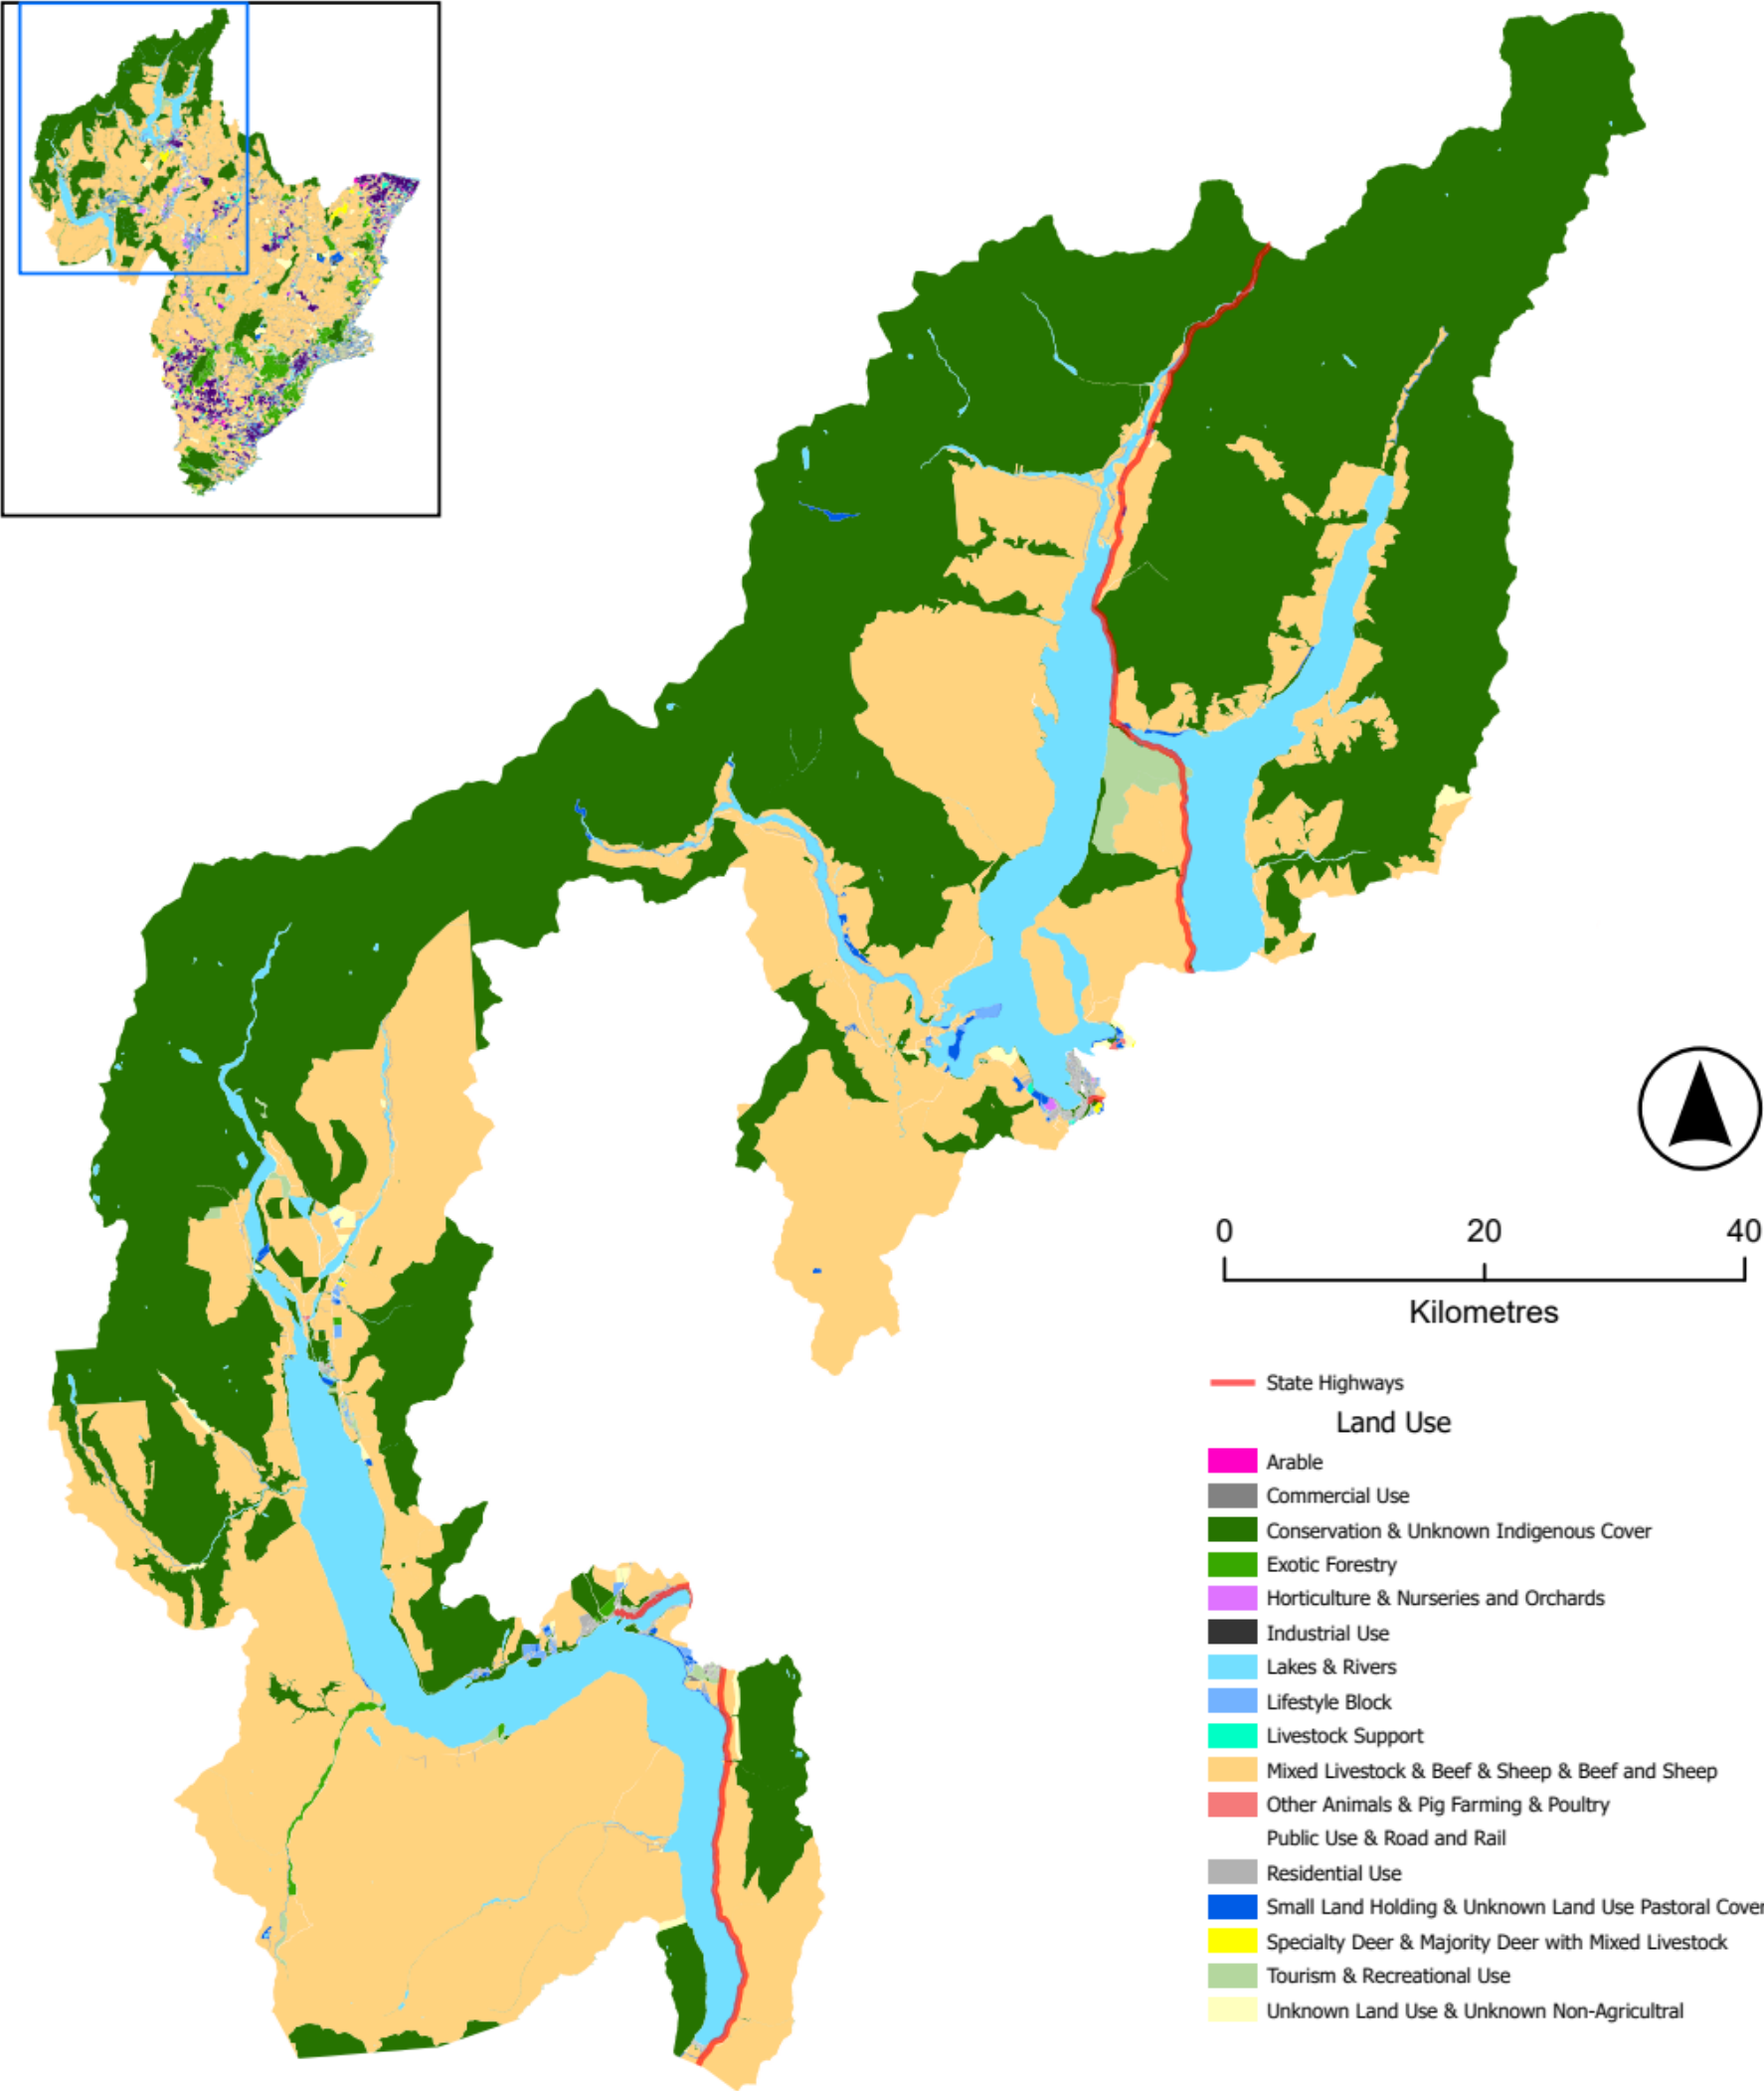 0 20 40
Kilometres
State Highways
Land Use
Arable
Commercial Use
Conservation & Unknown Indigenous Cover
Exotic Forestry
Horticulture & Nurseries and Orchards
Industrial Use
Lakes & Rivers
Lifestyle Block
Livestock Support
Mixed Livestock & Beef & Sheep & Beef and Sheep
Other Animals & Pig Farming & Poultry
Public Use & Road and Rail
Residential Use
Small Land Holding & Unknown Land Use Pastoral Cover
Specialty Deer & Majority Deer with Mixed Livestock
Tourism & Recreational Use
Unknown Land Use & Unknown Non-Agricultral